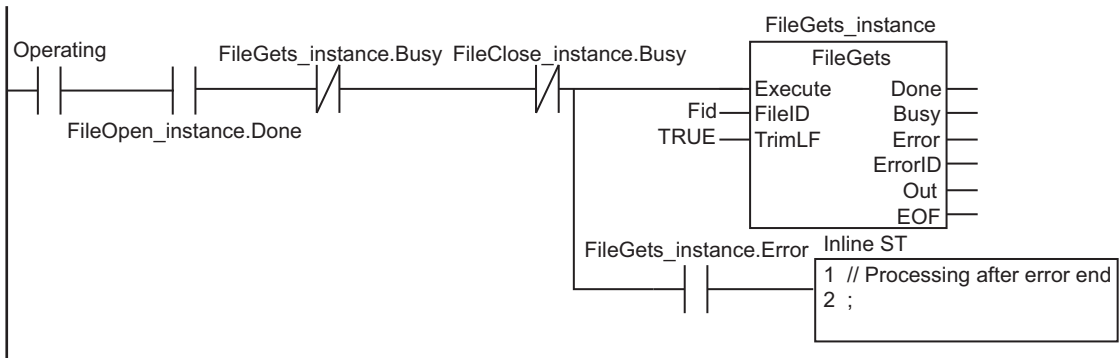 FileGets_instance
Operating
FileGets_instance.Busy
FileClose_instance.Busy
FileOpen_instance.Done
FileGets
Execute
Done
Fid
FileID
Busy
TRUE
TrimLF
Error
ErrorID
Out
EOF
FileGets_instance.Error
Inline ST
1 // Processing after error end
2 ;